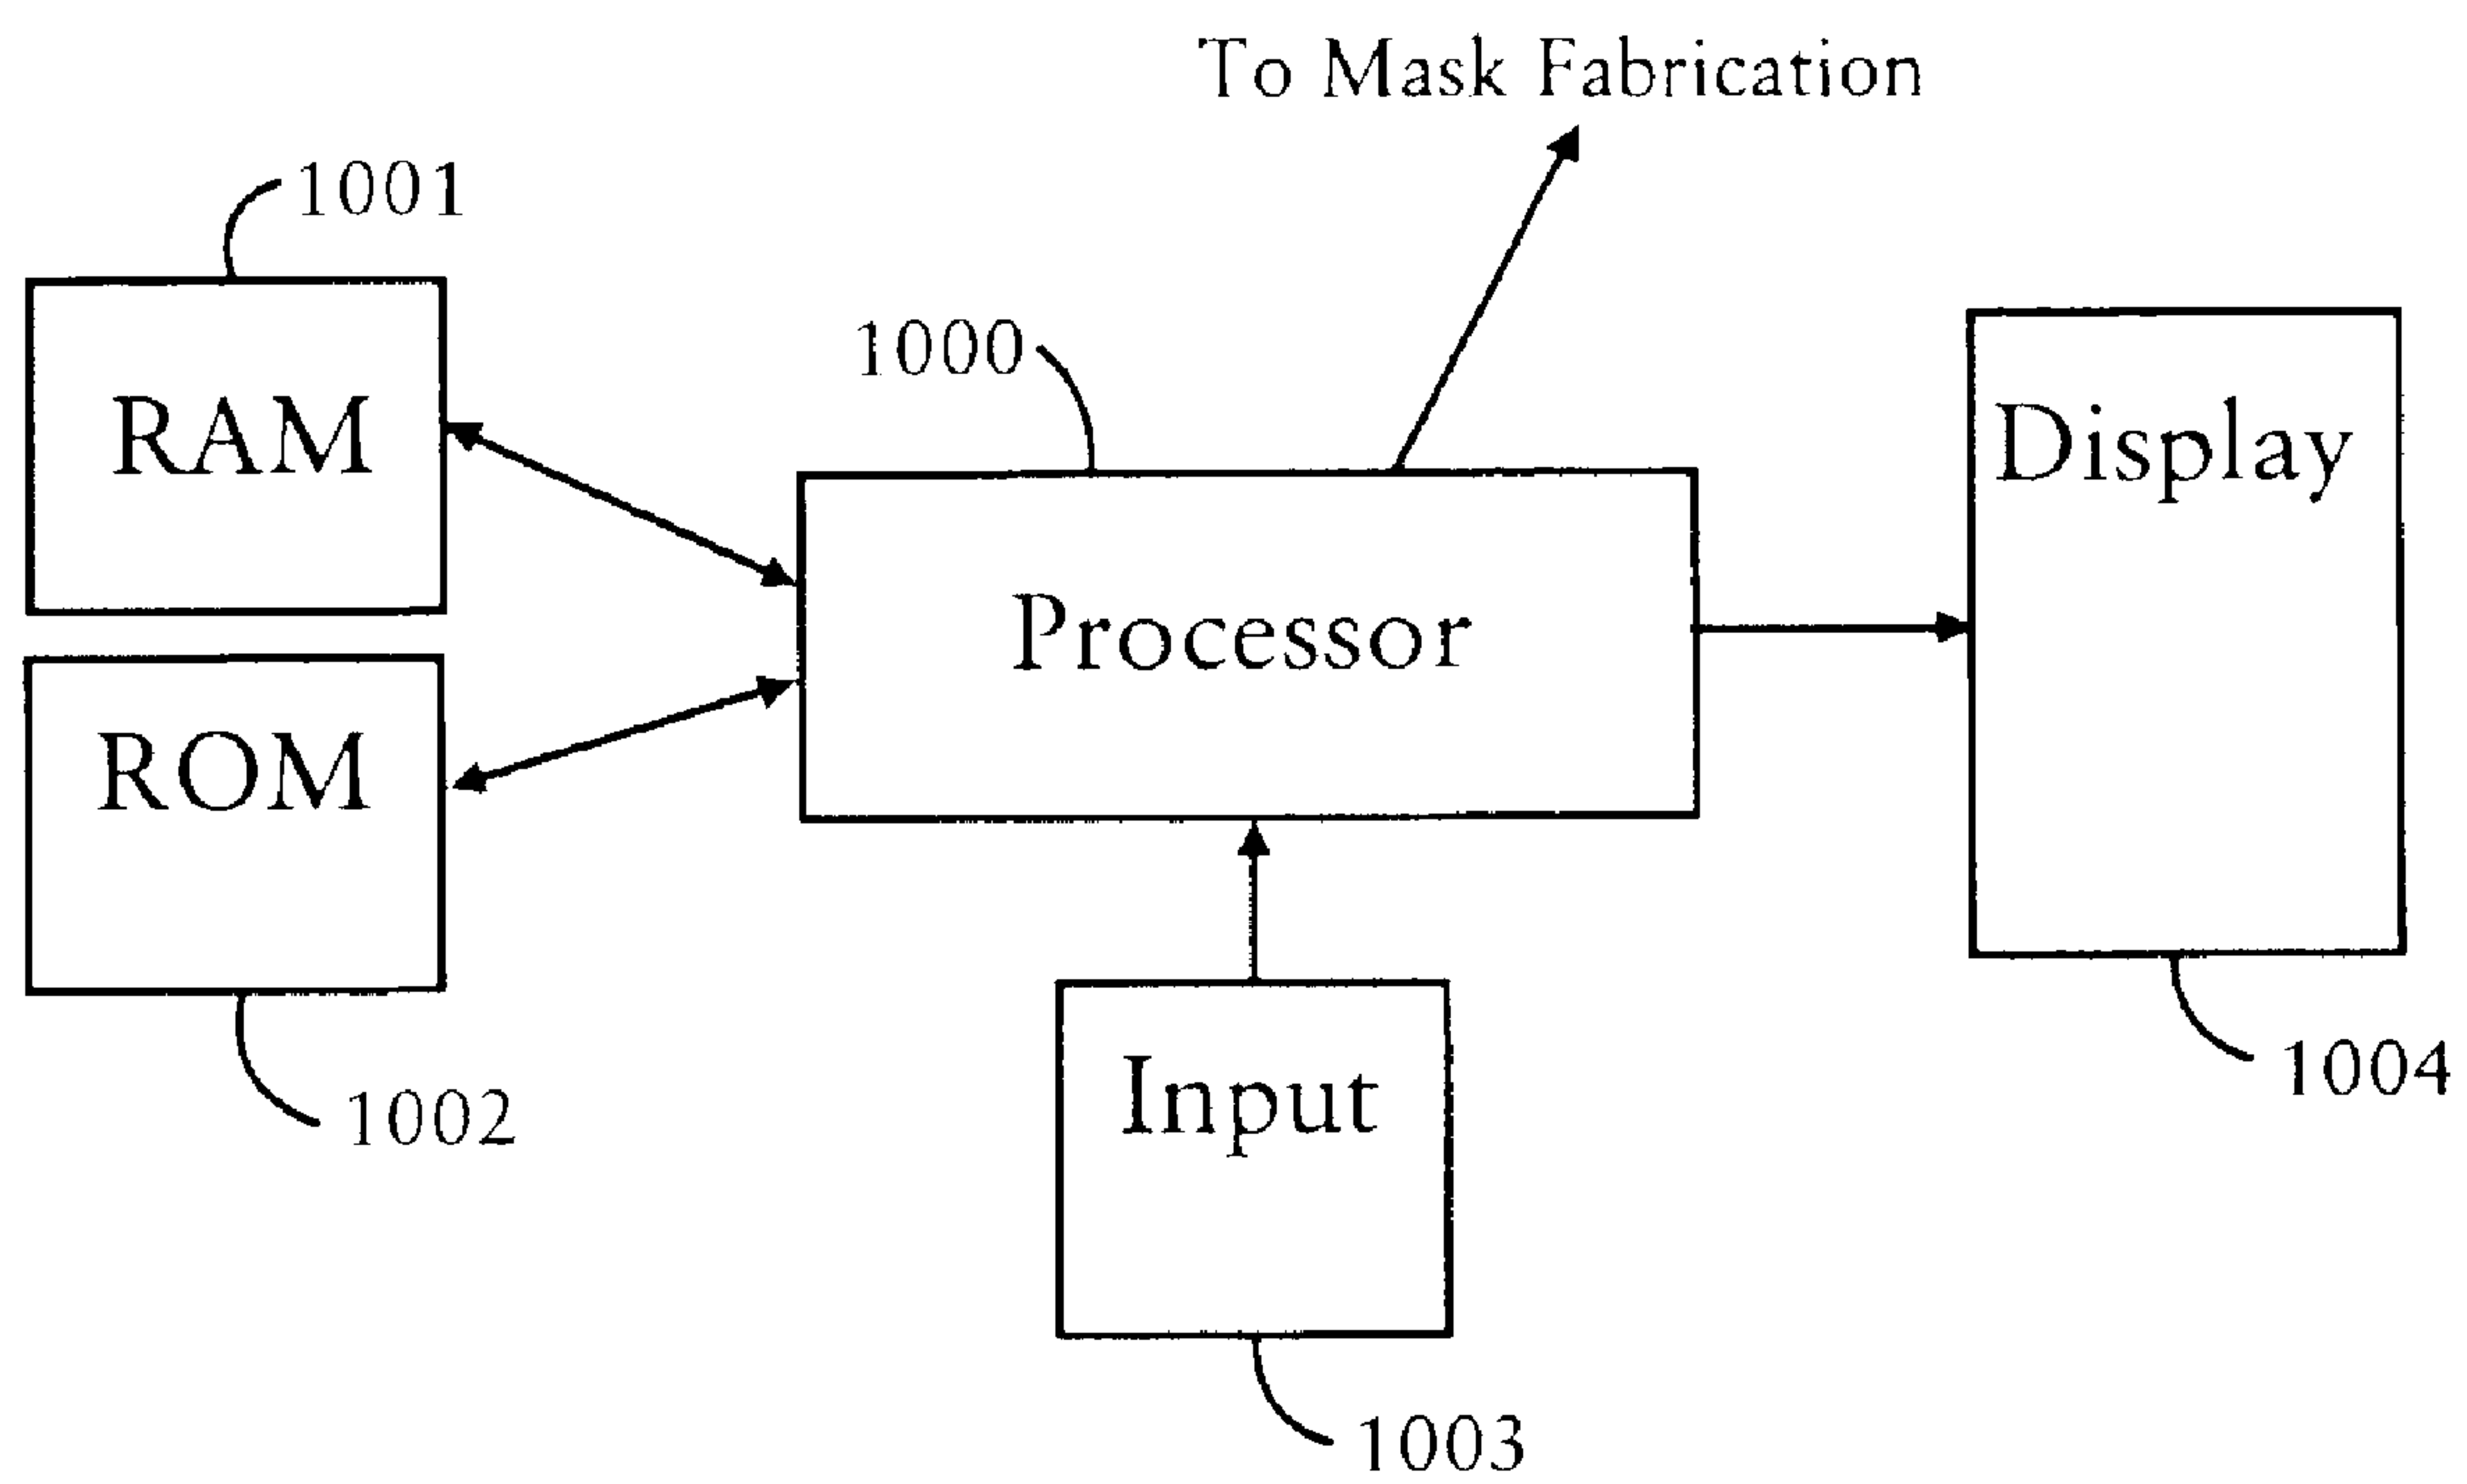 To Mask Fabrication
1001
1000
RAM
Display
Processor
ROM
Input
1004
1002
1003